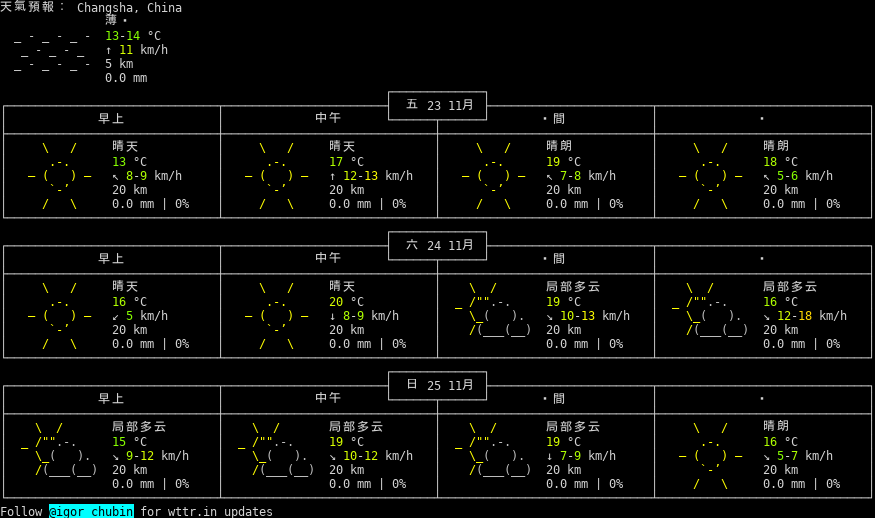 天氣預報： Changsha, China
薄・
13-14 °C
↑ 11 km/h
5 km
0.0 mm
五 23 11月
早上 中午 ・間 ・
晴天 晴天 晴朗 晴朗
13 °C 17 °C 19 °C 18 °C
↖ 8-9 km/h ↑ 12-13 km/h ↖ 7-8 km/h ↖ 5-6 km/h
20 km 20 km 20 km 20 km
0.0 mm | 0% 0.0 mm | 0% 0.0 mm | 0% 0.0 mm | 0%
六 24 11月
早上 中午 ・間 ・
晴天 晴天 局部多云 局部多云
16 °C 20 °C 19 °C 16 °C
↙ 5 km/h ↓ 8-9 km/h ↘ 10-13 km/h ↘ 12-18 km/h
20 km 20 km 20 km 20 km
0.0 mm | 0% 0.0 mm | 0% 0.0 mm | 0% 0.0 mm | 0%
日 25 11月
早上 中午 ・間 ・
局部多云 局部多云 局部多云 晴朗
15 °C 19 °C 19 °C 16 °C
↘ 9-12 km/h ↘ 10-12 km/h ↓ 7-9 km/h ↘ 5-7 km/h
20 km 20 km 20 km 20 km
0.0 mm | 0% 0.0 mm | 0% 0.0 mm | 0% 0.0 mm | 0%
Follow @igor_chubin for wttr.in updates